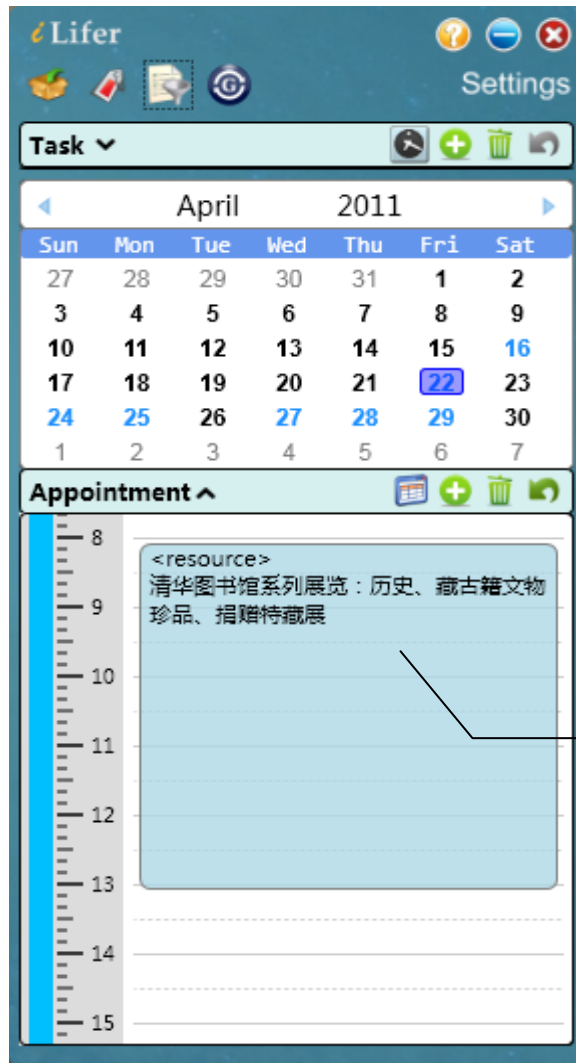 iLifer
Settings
Task
April 2011
Sun Mon Tue Wed Thu Fri Sat
27 28 29 30 31 1 2
3 4 5 6 7 8 9
10 11 12 13 14 15 16
17 18 19 20 21 22 23
24 25 26 27 28 29 30
1 2 3 4 5 6 7
Appointment
8
<resource>
清华图书馆系列展览：历史、藏古籍文物
珍品、捐赠特藏展
9
10
11
12
13
14
15